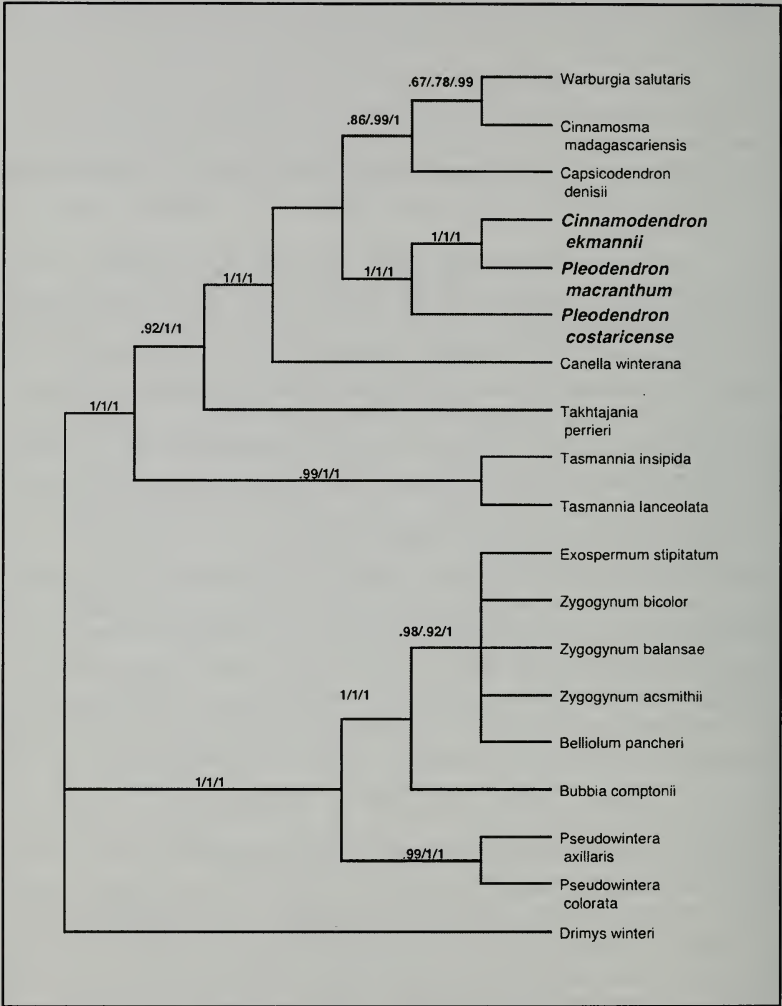 .67/.78/.99
Warburgia salutaris
.86/.99/1
Cinnamosma
madagascariensis
Capsicodendron
denisii
1/1/1
Cinnamodendron
ekmannii
1/1/1
Pleodendron
macranthum
1/1/1
Pleodendron
costaricense
.92/1/1
Canella winterana
1/1/1
Takhtajania
perrieri
.99/1/1
Tasmannia insipida
Tasmannia lanceolata
Exospermum stipitatum
Zygogynum bicolor
.98/.92/1
Zygogynum balansae
1/1/1
Zygogynum acsmithii
Belliolum pancheri
1/1/1
Bubbia comptonii
.99/1/1
Pseudowintera
axillaris
Pseudowintera
colorata
Drimys winteri